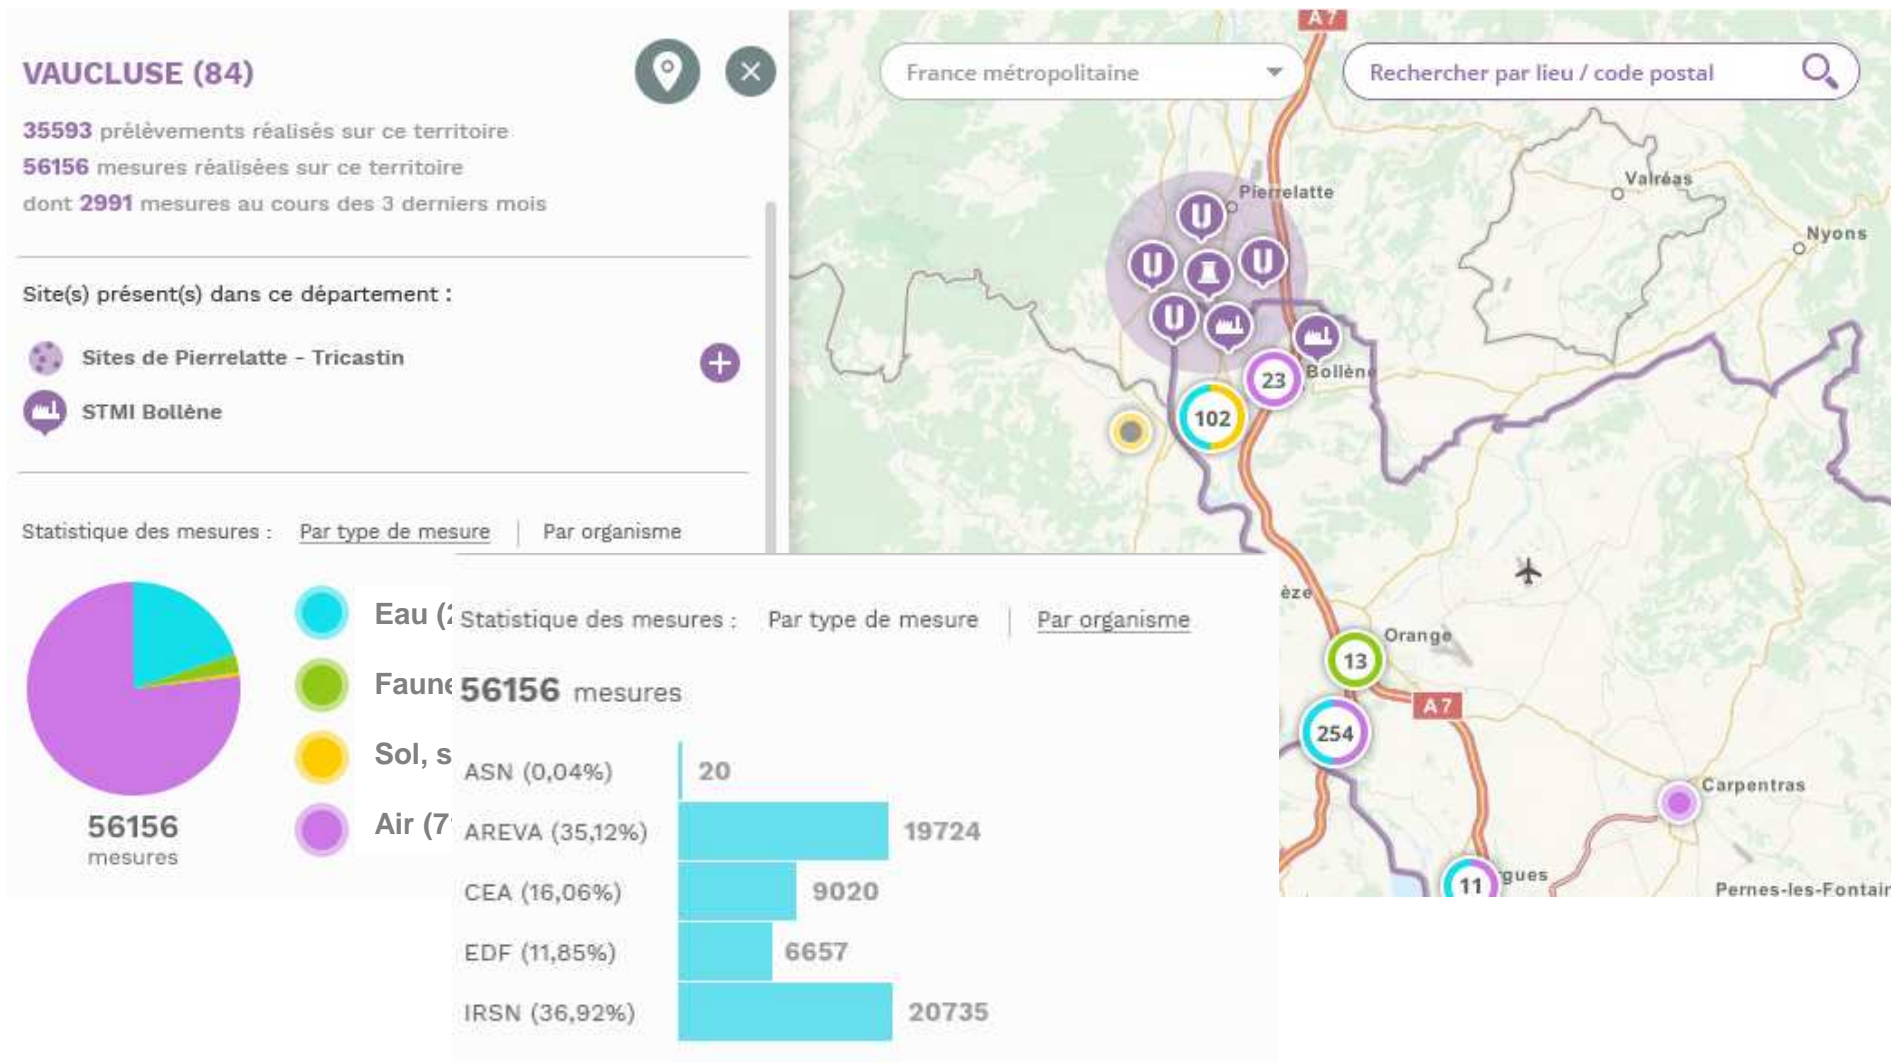 VAUCLUSE (84)
35593 prélèvements réalisés sur ce territoire
56156 mesures réalisées sur ce territoire
dont 2991 mesures au cours des 3 derniers mois
Site(s) présent(s) dans ce département :
Sites de Pierrelatte - Tricastin
STMI Bollène
Statistique des mesures : Par type de mesure | Par organisme
Eau (
Faune
Sol, s
Air (7
56156
mesures
Statistique des mesures : Par type de mesure | Par organisme
56156 mesures
ASN (0,04%) 20
AREVA (35,12%) 19724
CEA (16,06%) 9020
EDF (11,85%) 6657
IRSN (36,92%) 20735
A7
France métropolitaine
Rechercher par lieu / code postal
Pierrelatte
Valréas
Nyons
23
Bollène
102
èze
Orange
13
A7
254
Carpentras
11
rgues
Pernes-les-Fontair